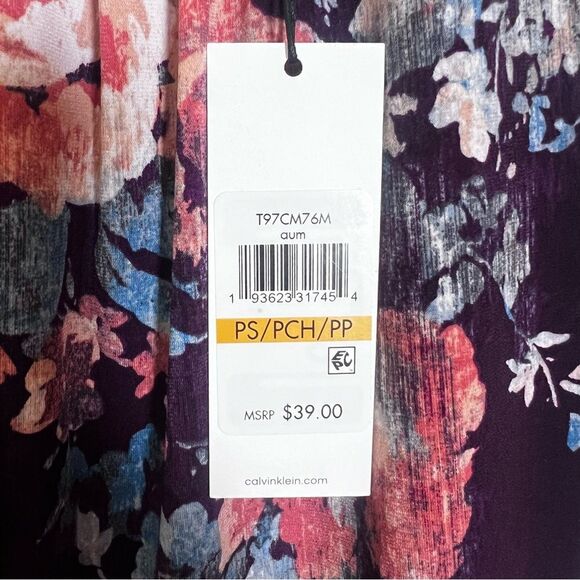 T97CM76M
aum
1 93623 31745 4
PS/PCH/PP
MSRP $39.00
calvinklein.com